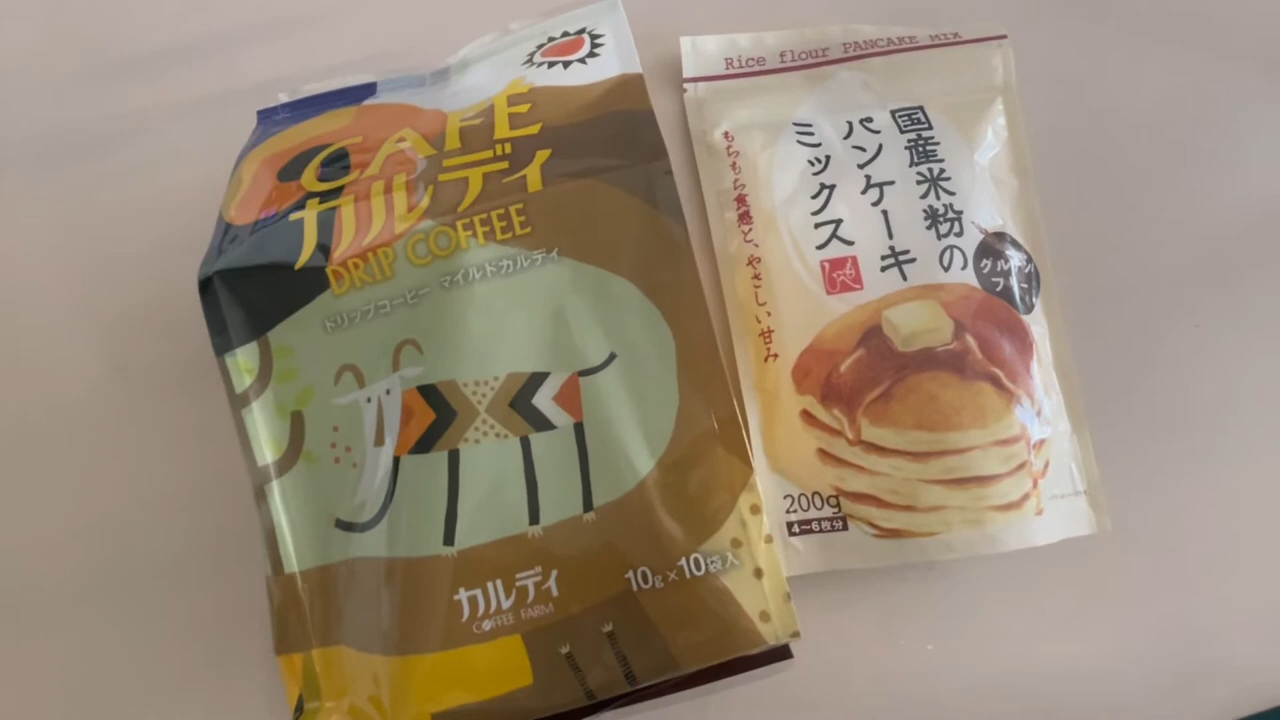 CAFÉ
カルディ
DRIP COFFEE
ドリップコーヒー マイルドカルディ
カルディ
COFFEE FARM
10g×10袋入
Rice flour PANCAKE MIX
国産米粉の
パンケーキ
ミックス
もちもち食感と、やさしい甘み
グルテン
フリー
200g
4〜6枚分